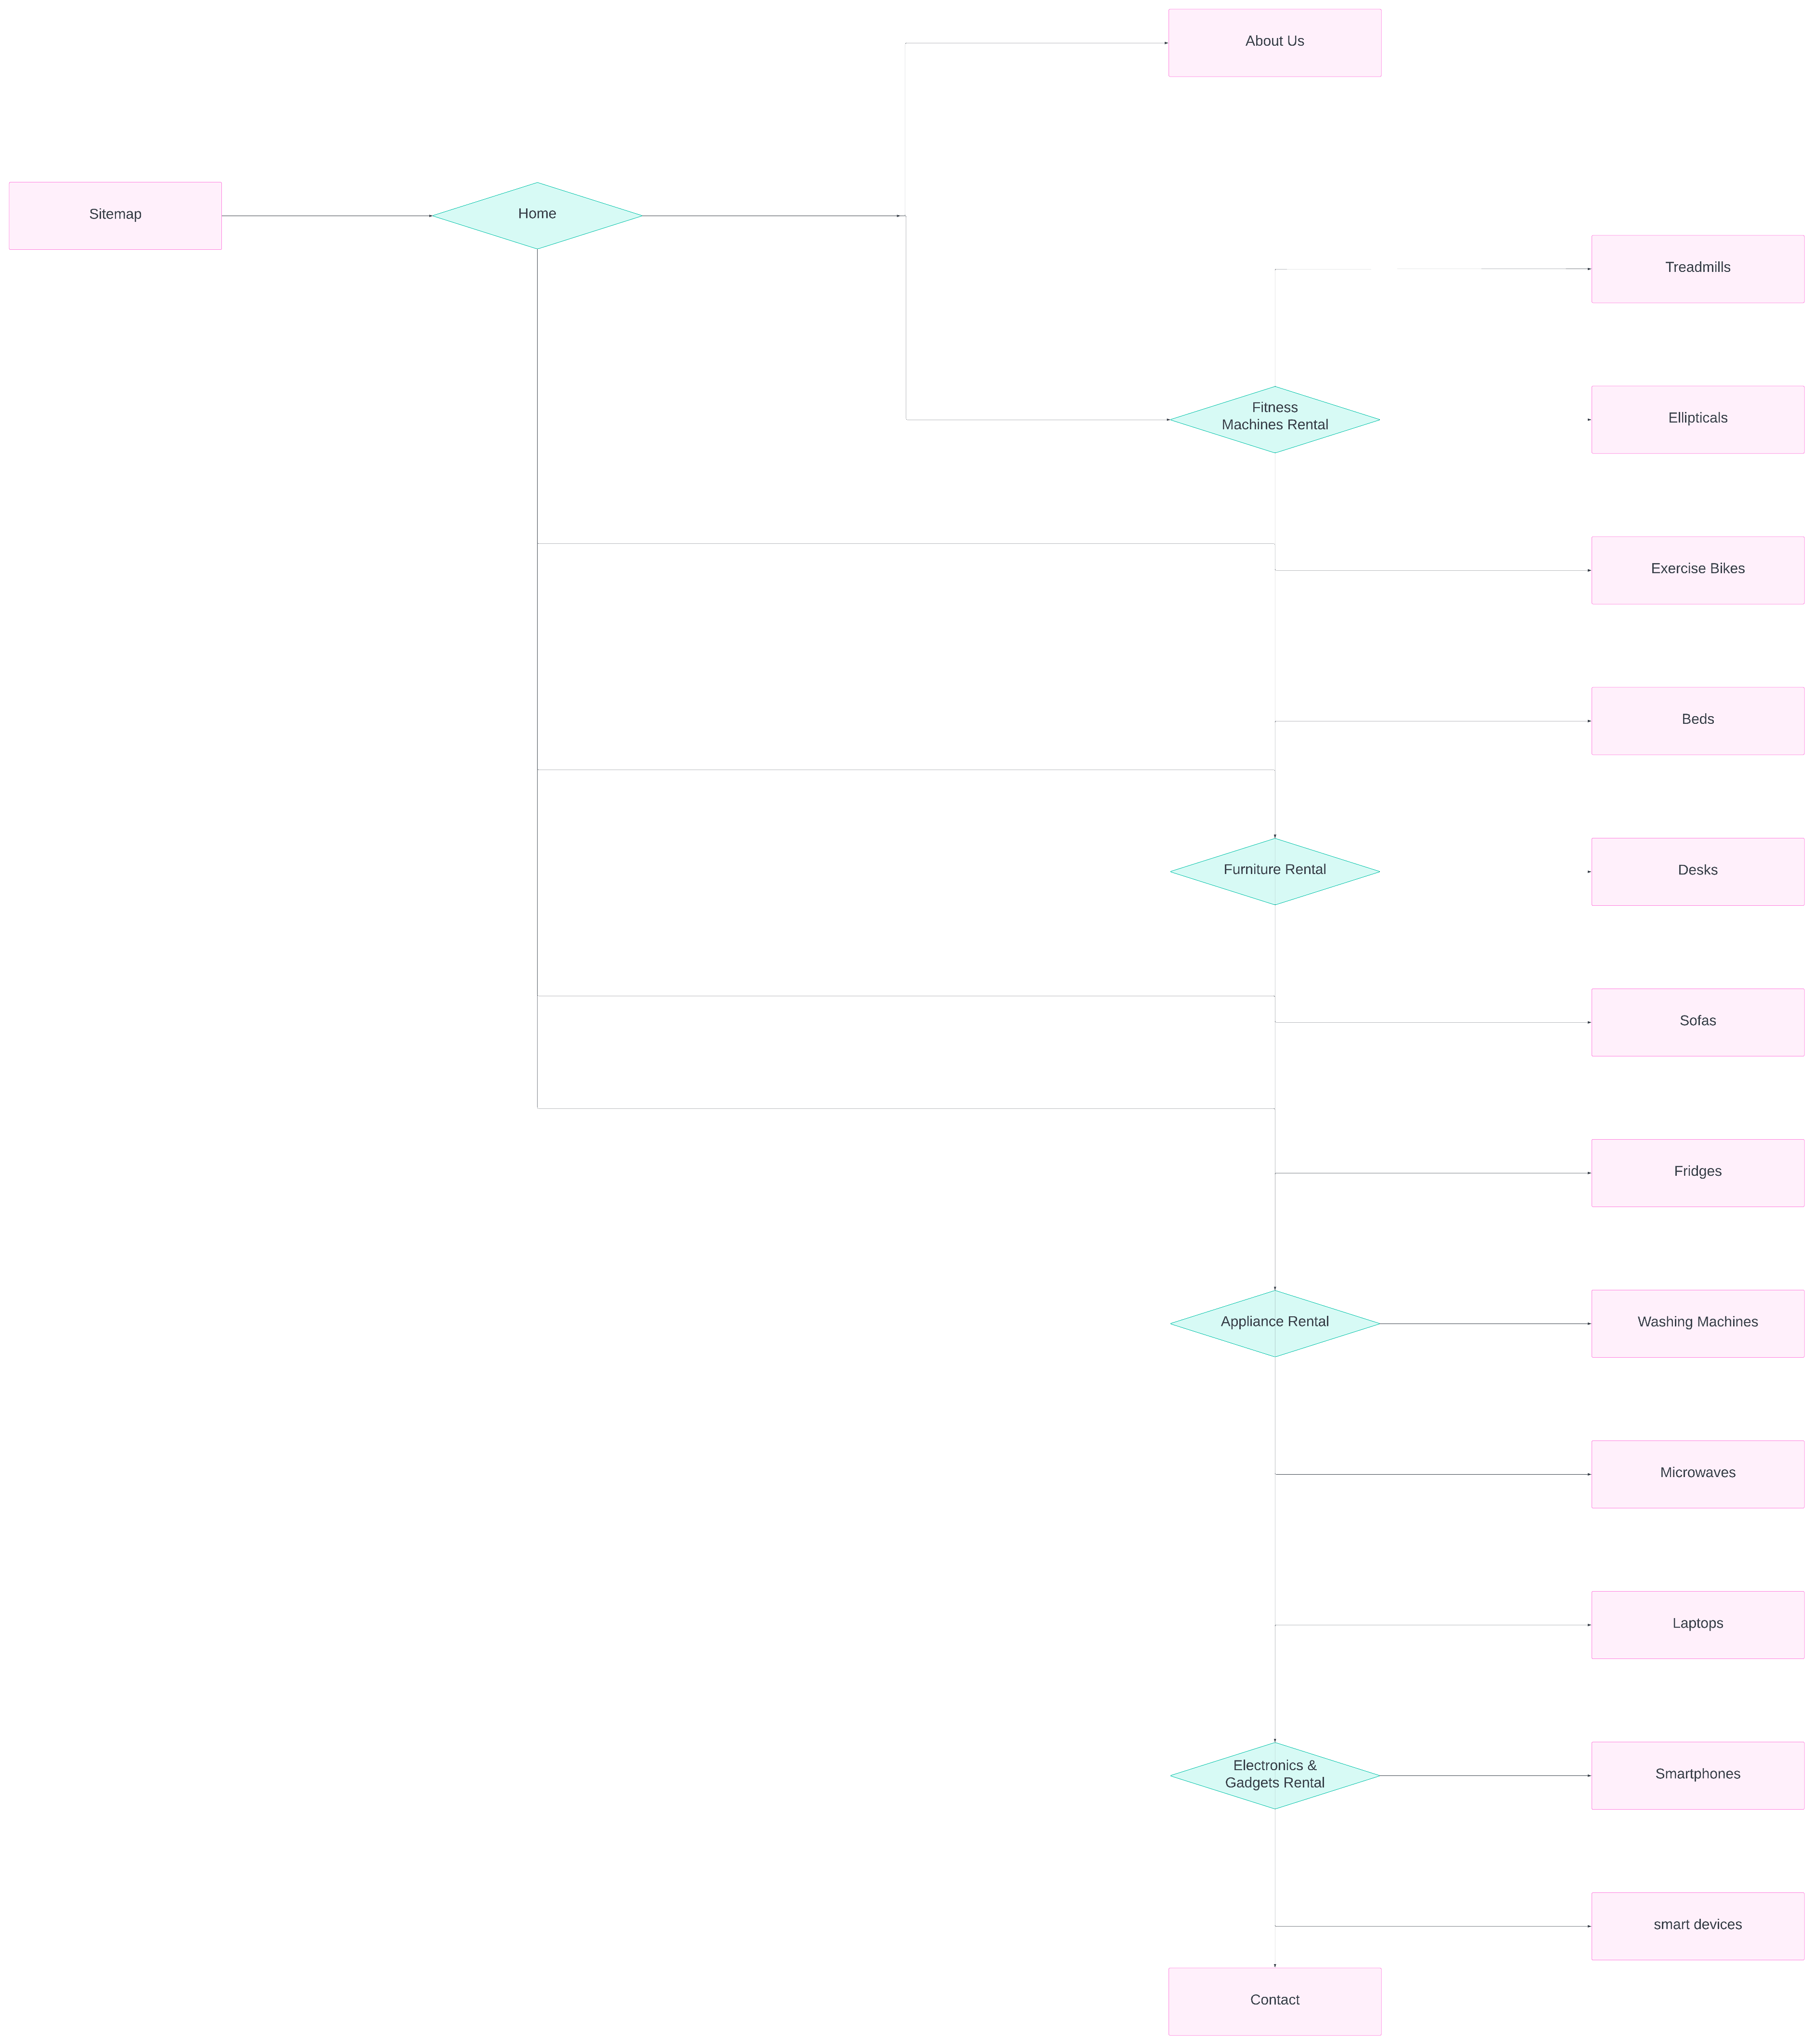 About Us
Sitemap
Home
Treadmills
Fitness
Machines Rental
Ellipticals
Exercise Bikes
Beds
Furniture Rental
Desks
Sofas
Fridges
Appliance Rental
Washing Machines
Microwaves
Laptops
Electronics &
Gadgets Rental
Smartphones
smart devices
Contact